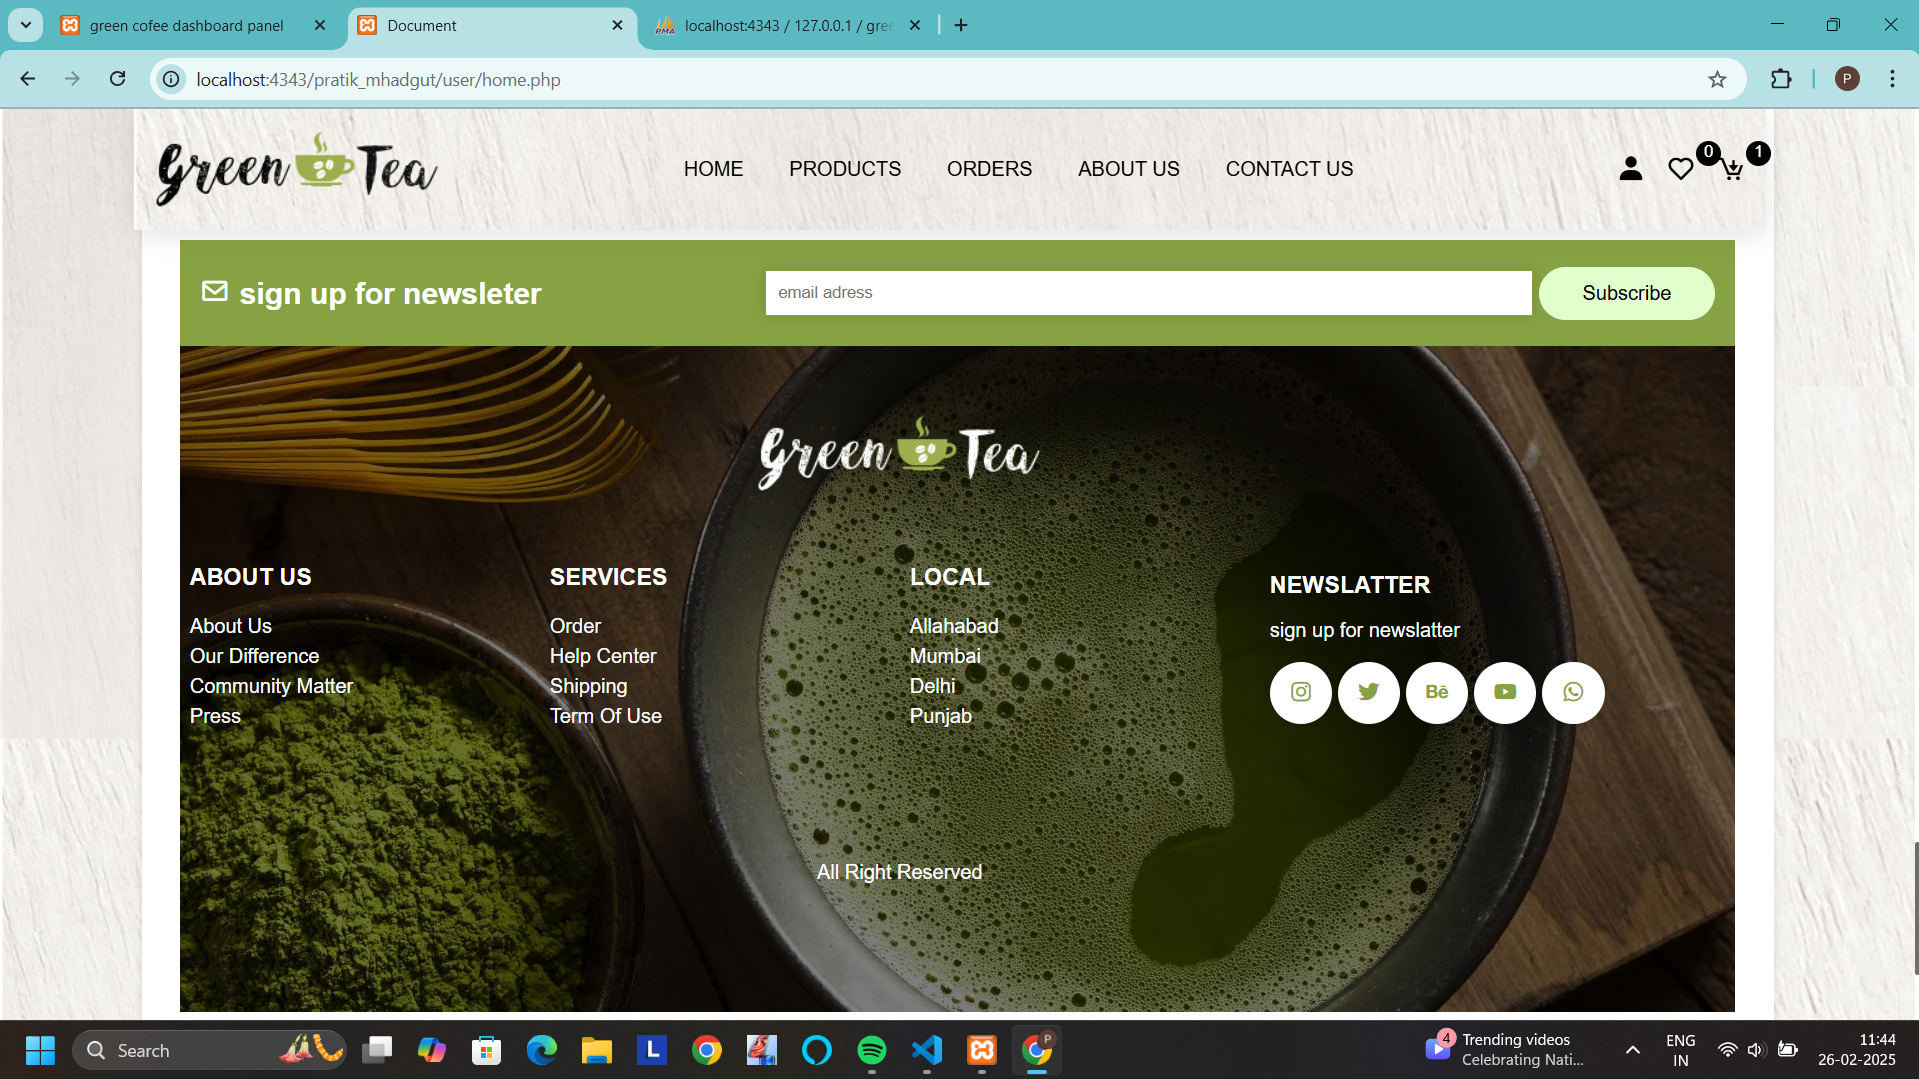 green cofee dashboard panel
Document
PMA
localhost:4343 / 127.0.0.1 / gree
localhost:4343/pratik_mhadgut/user/home.php
P
Green Tea
HOME PRODUCTS ORDERS ABOUT US CONTACT US
0
1
sign up for newsleter
email adress
Subscribe
Green Tea
ABOUT US
About Us
Our Difference
Community Matter
Press
SERVICES
Order
Help Center
Shipping
Term Of Use
LOCAL
Allahabad
Mumbai
Delhi
Punjab
NEWSLATTER
sign up for newslatter
Bē
All Right Reserved
Search
L
P
4
Trending videos
Celebrating Nati...
ENG
IN
11:44
26-02-2025